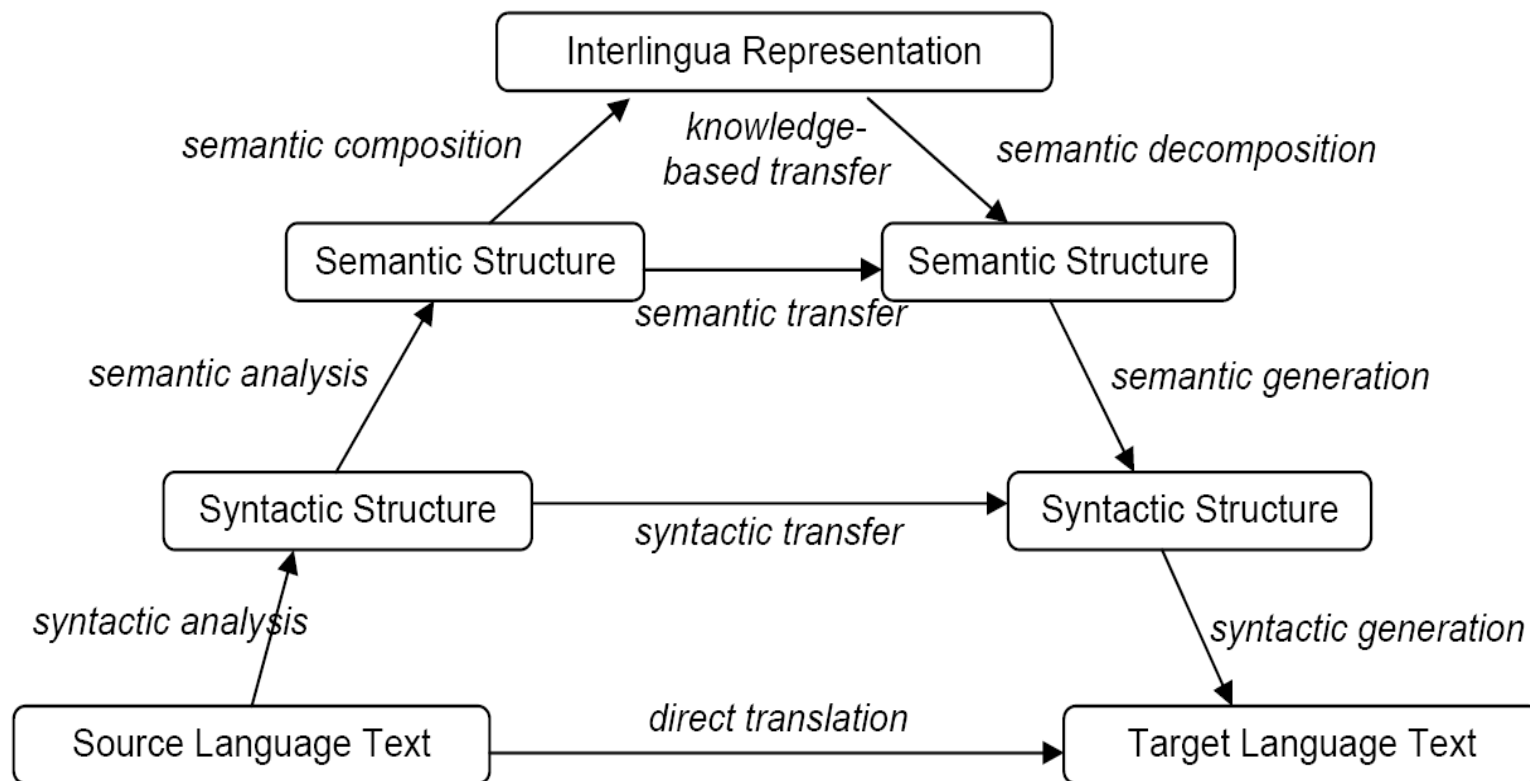 Interlingua Representation
semantic composition
knowledge-
based transfer
semantic decomposition
Semantic Structure
Semantic Structure
semantic transfer
semantic analysis
semantic generation
Syntactic Structure
Syntactic Structure
syntactic transfer
syntactic analysis
syntactic generation
direct translation
Source Language Text
Target Language Text